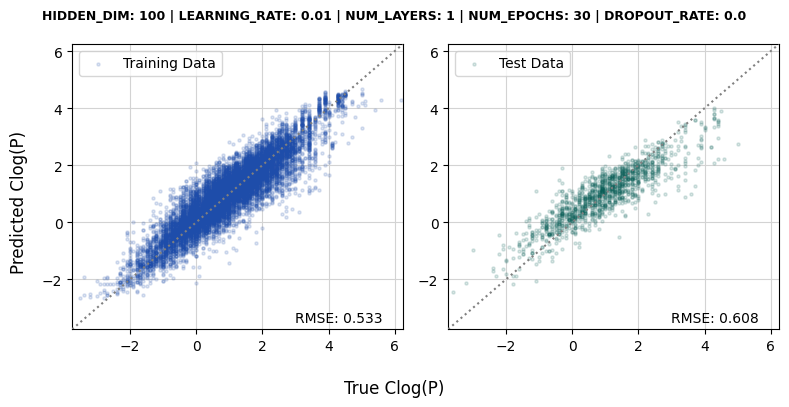 HIDDEN_DIM: 100 | LEARNING_RATE: 0.01 | NUM_LAYERS: 1 | NUM_EPOCHS: 30 | DROPOUT_RATE: 0.0
Predicted Clog(P)
6
4
2
0
−2
Training Data
RMSE: 0.533
−2 0 2 4 6
6
4
2
0
−2
Test Data
RMSE: 0.608
−2 0 2 4 6
True Clog(P)